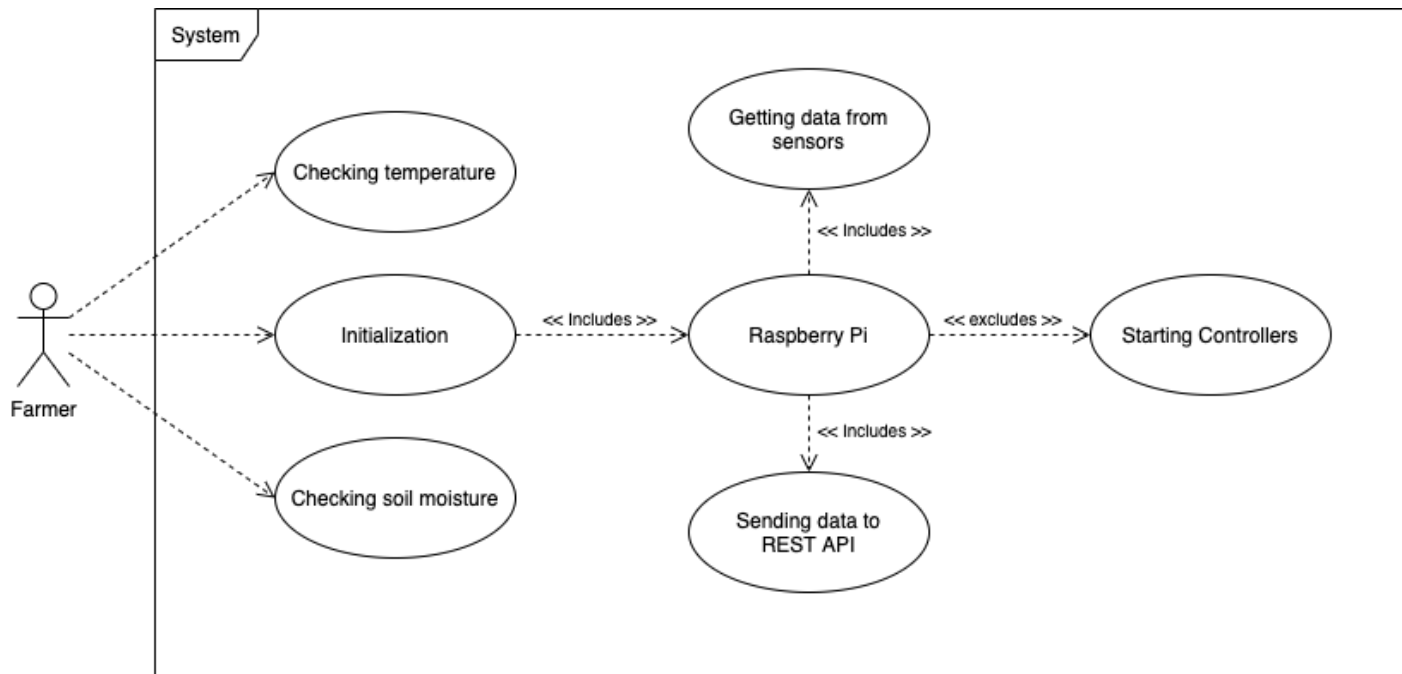 System
Getting data from
sensors
Checking temperature
<< Includes >>
Initialization
<< Includes >>
Raspberry Pi
<< excludes >>
Starting Controllers
Farmer
<< Includes >>
Checking soil moisture
Sending data to
REST API